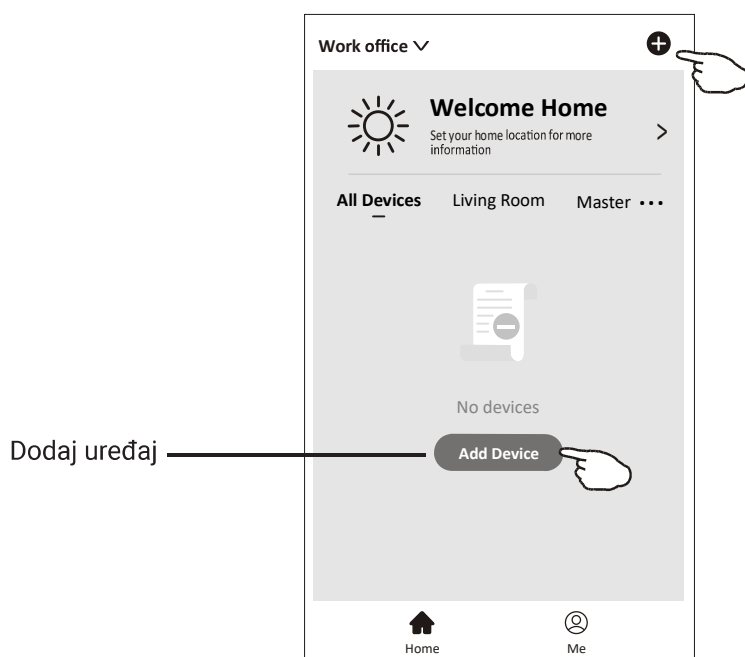 Work office
Welcome Home
Set your home location for more
information
All Devices Living Room Master
No devices
Dodaj uređaj
Add Device
Home Me